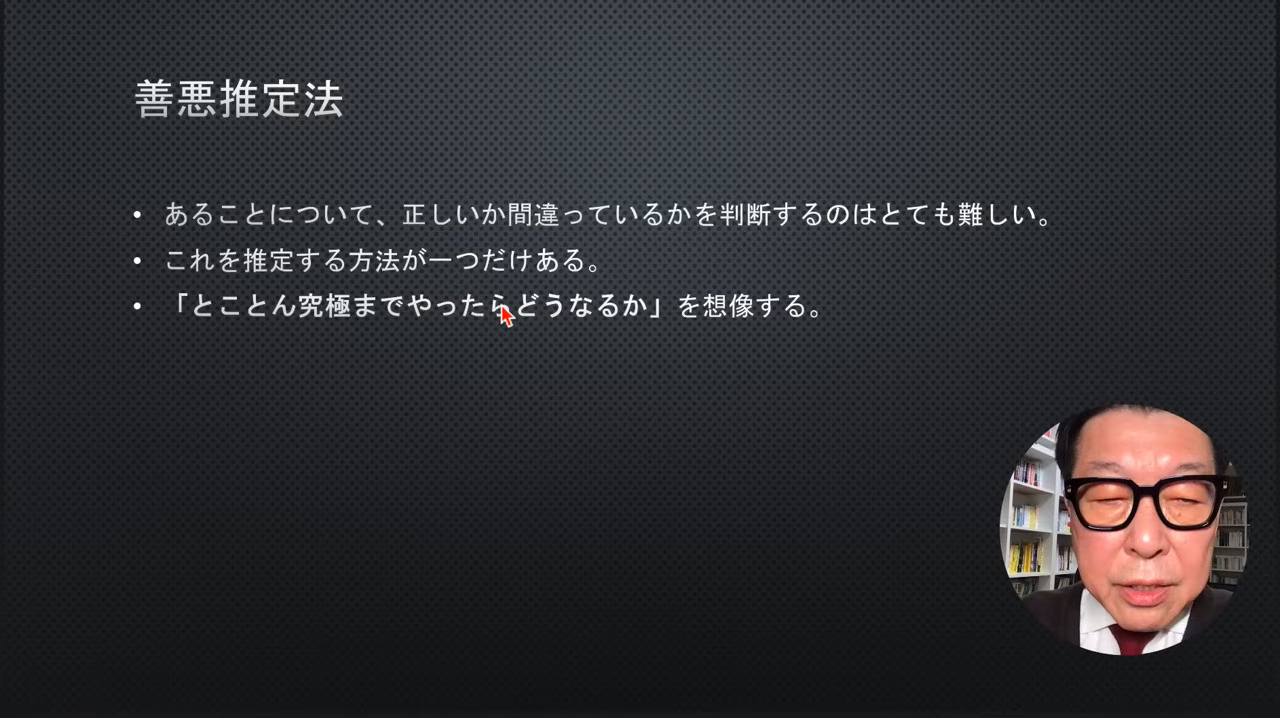 善悪推定法
• あることについて、正しいか間違っているかを判断するのはとても難しい。
• これを推定する方法が一つだけある。
• 「とことん究極までやったらどうなるか」を想像する。